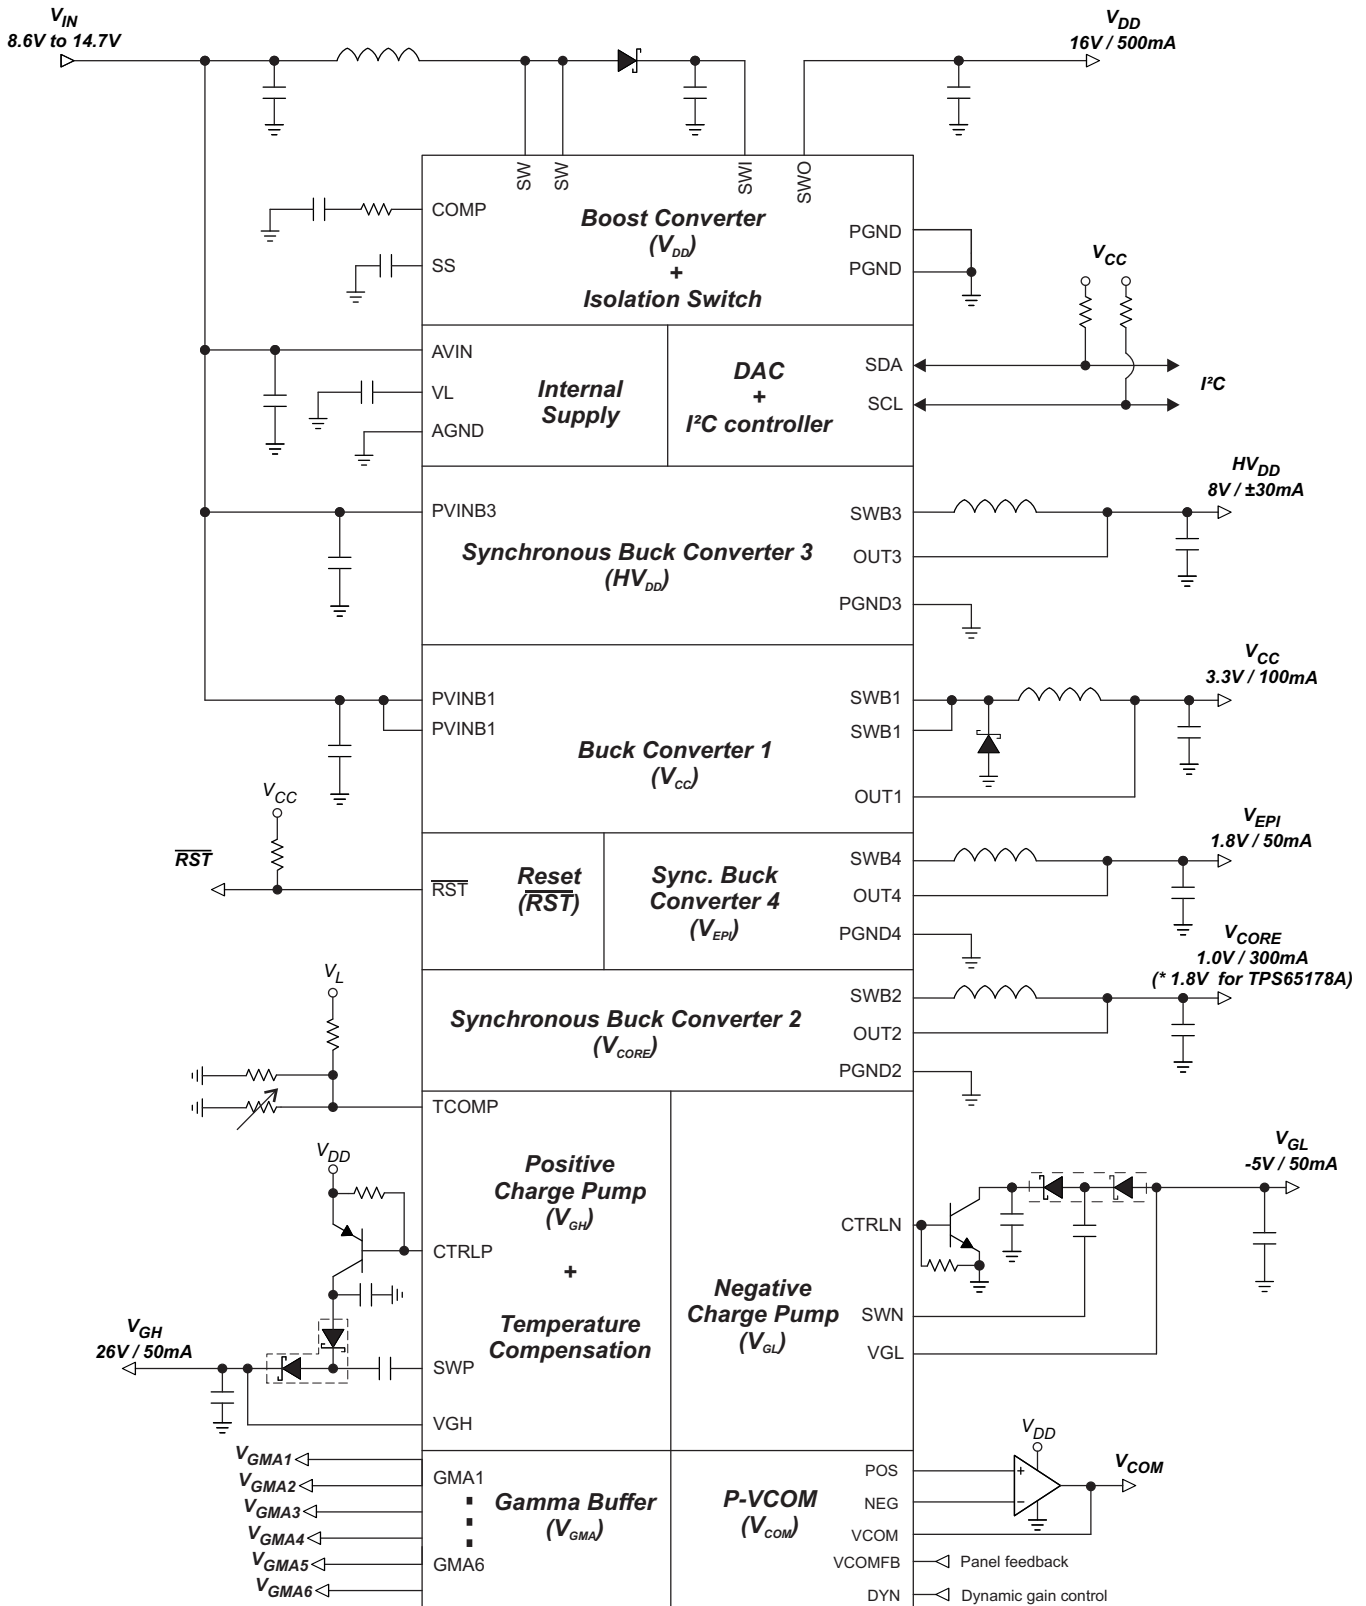 V_IN
8.6V to 14.7V
V_DD
16V / 500mA
SW
SW
SWI
SWO
COMP
SS
Boost Converter
(V_DD)
+
Isolation Switch
PGND
PGND
V_CC
AVIN
VL
AGND
Internal
Supply
DAC
+
I²C controller
SDA
SCL
I²C
PVINB3
Synchronous Buck Converter 3
(HV_DD)
SWB3
OUT3
PGND3
HV_DD
8V / ±30mA
PVINB1
PVINB1
Buck Converter 1
(V_CC)
SWB1
SWB1
OUT1
V_CC
3.3V / 100mA
V_CC
R̅S̅T̅
R̅S̅T̅
Reset
(R̅S̅T̅)
Sync. Buck
Converter 4
(V_EPI)
SWB4
OUT4
PGND4
V_EPI
1.8V / 50mA
V_CORE
1.0V / 300mA
(* 1.8V for TPS65178A)
Synchronous Buck Converter 2
(V_CORE)
SWB2
OUT2
PGND2
V_L
TCOMP
V_DD
CTRLP
Positive
Charge Pump
(V_GH)
+
Temperature
Compensation
V_GH
26V / 50mA
SWP
VGH
Negative
Charge Pump
(V_GL)
CTRLN
SWN
VGL
V_GL
-5V / 50mA
V_GMA1
V_GMA2
V_GMA3
V_GMA4
V_GMA5
V_GMA6
GMA1
GMA6
Gamma Buffer
(V_GMA)
P-VCOM
(V_COM)
POS
NEG
VCOM
VCOMFB
DYN
V_DD
+
−
V_COM
Panel feedback
Dynamic gain control